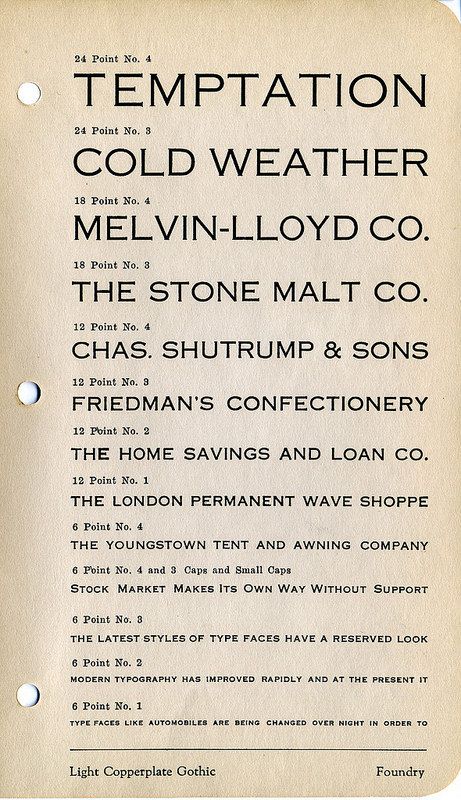 24 Point No. 4
TEMPTATION
24 Point No. 3
COLD WEATHER
18 Point No. 4
MELVIN-LLOYD CO.
18 Point No. 3
THE STONE MALT CO.
12 Point No. 4
CHAS. SHUTRUMP & SONS
12 Point No. 3
FRIEDMAN'S CONFECTIONERY
12 Point No. 2
THE HOME SAVINGS AND LOAN CO.
12 Point No. 1
THE LONDON PERMANENT WAVE SHOPPE
6 Point No. 4
THE YOUNGSTOWN TENT AND AWNING COMPANY
6 Point No. 4 and 3 Caps and Small Caps
STOCK MARKET MAKES ITS OWN WAY WITHOUT SUPPORT
6 Point No. 3
THE LATEST STYLES OF TYPE FACES HAVE A RESERVED LOOK
6 Point No. 2
MODERN TYPOGRAPHY HAS IMPROVED RAPIDLY AND AT THE PRESENT IT
6 Point No. 1
TYPE FACES LIKE AUTOMOBILES ARE BEING CHANGED OVER NIGHT IN ORDER TO
Light Copperplate Gothic Foundry